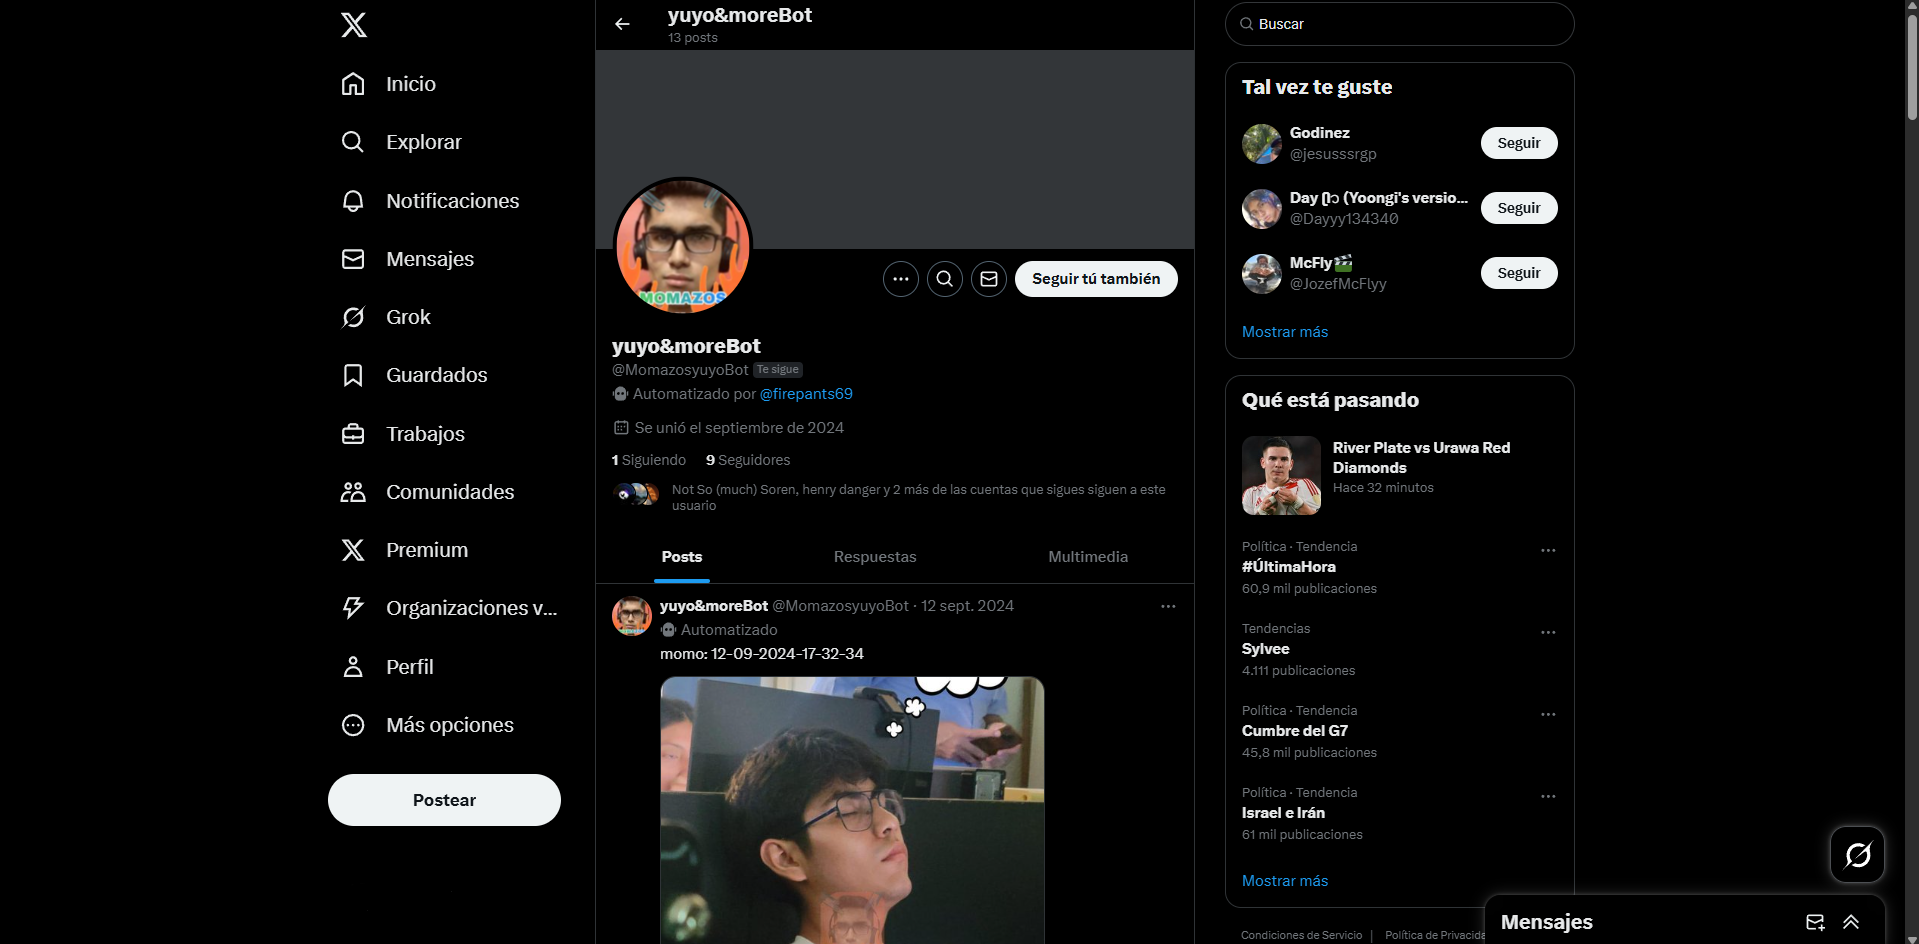 Inicio
Explorar
Notificaciones
Mensajes
Grok
Guardados
Trabajos
Comunidades
Premium
Organizaciones v...
Perfil
Más opciones
Postear
yuyo&moreBot
13 posts
MOMAZOS
Seguir tú también
yuyo&moreBot
@MomazosyuyoBot Te sigue
Automatizado por @firepants69
Se unió el septiembre de 2024
1 Siguiendo 9 Seguidores
Not So (much) Soren, henry danger y 2 más de las cuentas que sigues siguen a este
usuario
Posts Respuestas Multimedia
yuyo&moreBot @MomazosyuyoBot · 12 sept. 2024
Automatizado
momo: 12-09-2024-17-32-34
Buscar
Tal vez te guste
Godinez
@jesusssrgp
Seguir
(Yoongi's versio...
@Dayyy134340
Seguir
McFly🎬
@JozefMcFlyy
Seguir
Mostrar más
Qué está pasando
River Plate vs Urawa Red
Diamonds
Hace 32 minutos
Política · Tendencia
#ÚltimaHora
60,9 mil publicaciones
Tendencias
Sylvee
4.111 publicaciones
Política · Tendencia
Cumbre del G7
45,8 mil publicaciones
Política · Tendencia
Israel e Irán
61 mil publicaciones
Mostrar más
Condiciones de Servicio | Política de Privacida
Mensajes